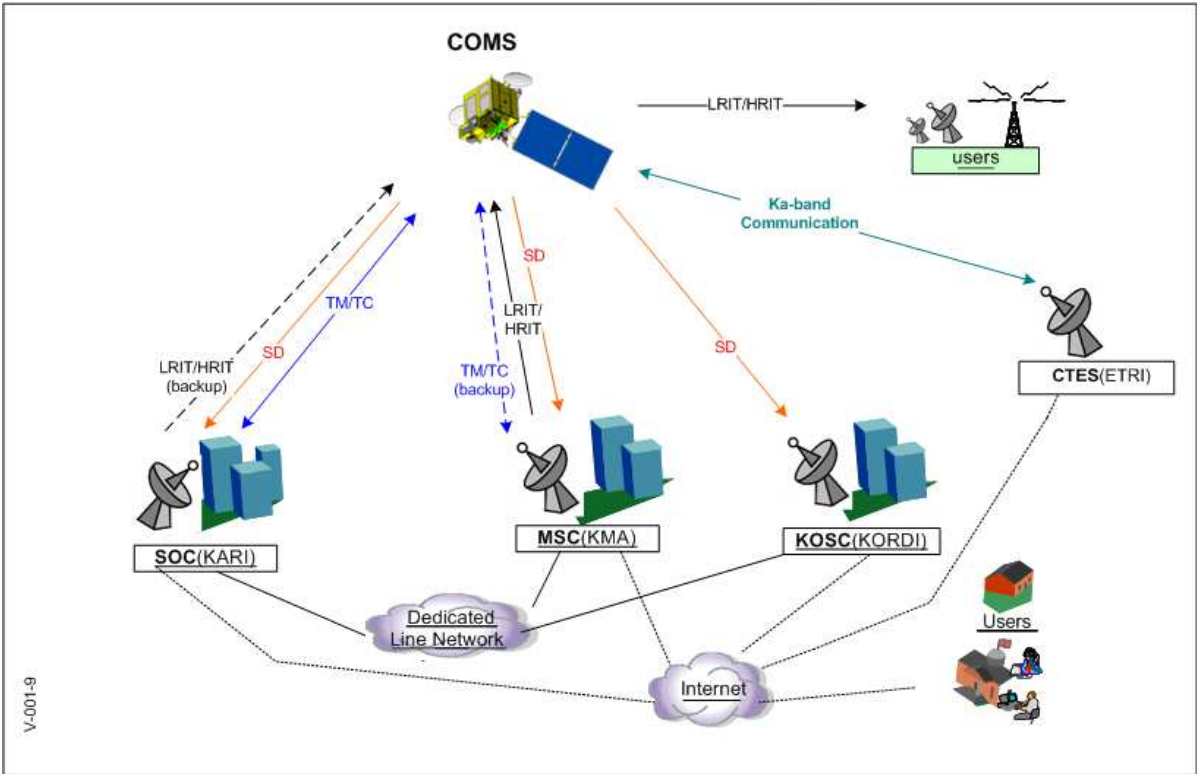 COMS
LRIT/HRIT
users
Ka-band
Communication
SD
TM/TC
LRIT/
HRIT
SD
LRIT/HRIT
(backup)
SD
TM/TC
(backup)
CTES(ETRI)
SOC(KARI)
MSC(KMA)
KOSC(KORDI)
Dedicated
Line Network
Users
Internet
V-001-9